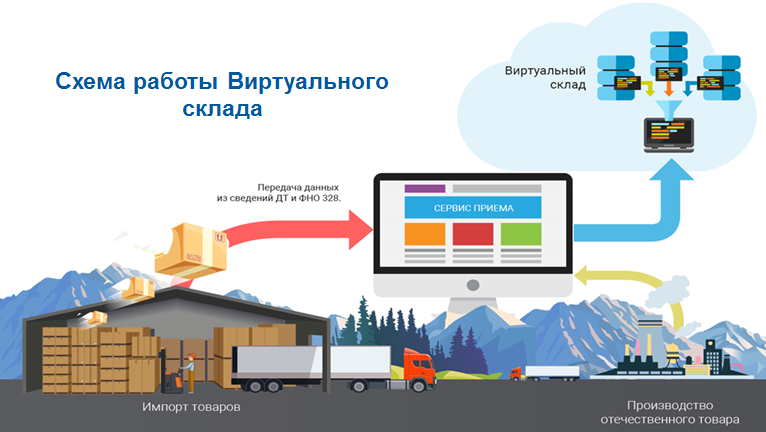 Схема работы Виртуального
склада
Виртуальный
склад
Передача данных
из сведений ДТ и ФНО 328.
СЕРВИС ПРИЕМА
Импорт товаров
Производство
отечественного товара